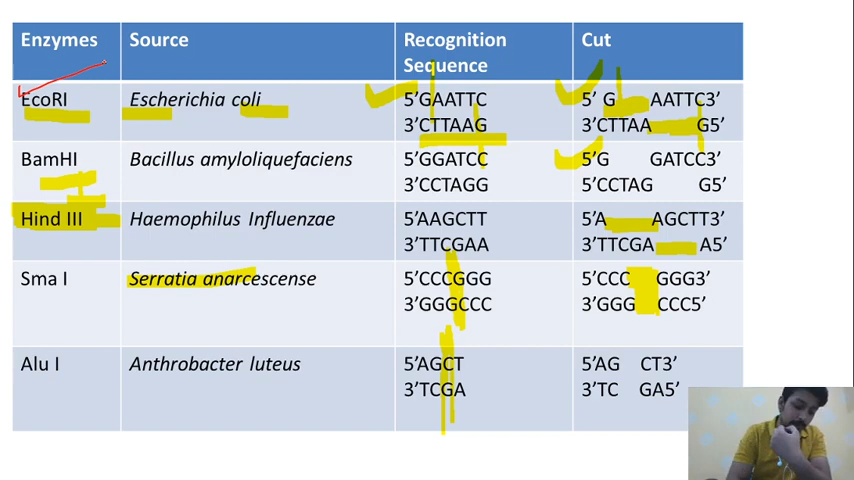 Enzymes Source Recognition Sequence Cut
EcoRI Escherichia coli 5’GAATTC 5’ G AATTC3’
3’CTTAAG 3’CTTAA G5’
BamHI Bacillus amyloliquefaciens 5’GGATCC 5’G GATCC3’
3’CCTAGG 5’CCTAG G5’
Hind III Haemophilus Influenzae 5’AAGCTT 5’A AGCTT3’
3’TTCGAA 3’TTCGA A5’
Sma I Serratia anarcescense 5’CCCGGG 5’CCC GGG3’
3’GGGCCC 3’GGG CCC5’
Alu I Anthrobacter luteus 5’AGCT 5’AG CT3’
3’TCGA 3’TC GA5’